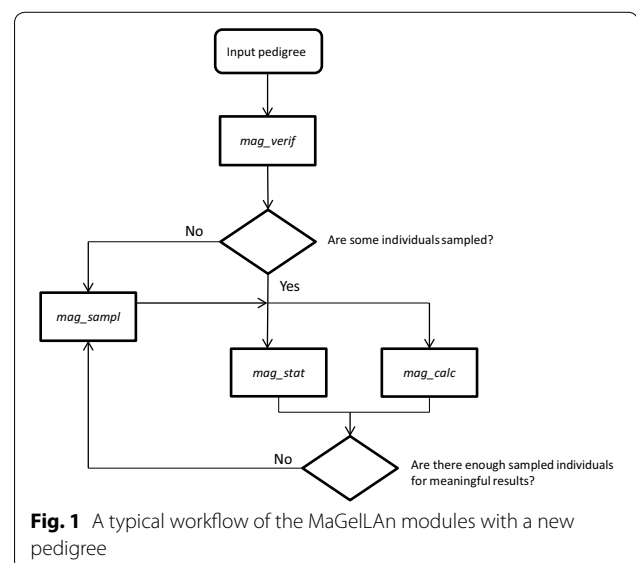 Input pedigree
mag_verif
No
Are some individuals sampled?
Yes
mag_sampl
mag_stat
mag_calc
No
Are there enough sampled individuals
for meaningful results?
Fig. 1 A typical workflow of the MaGelLAn modules with a new
pedigree